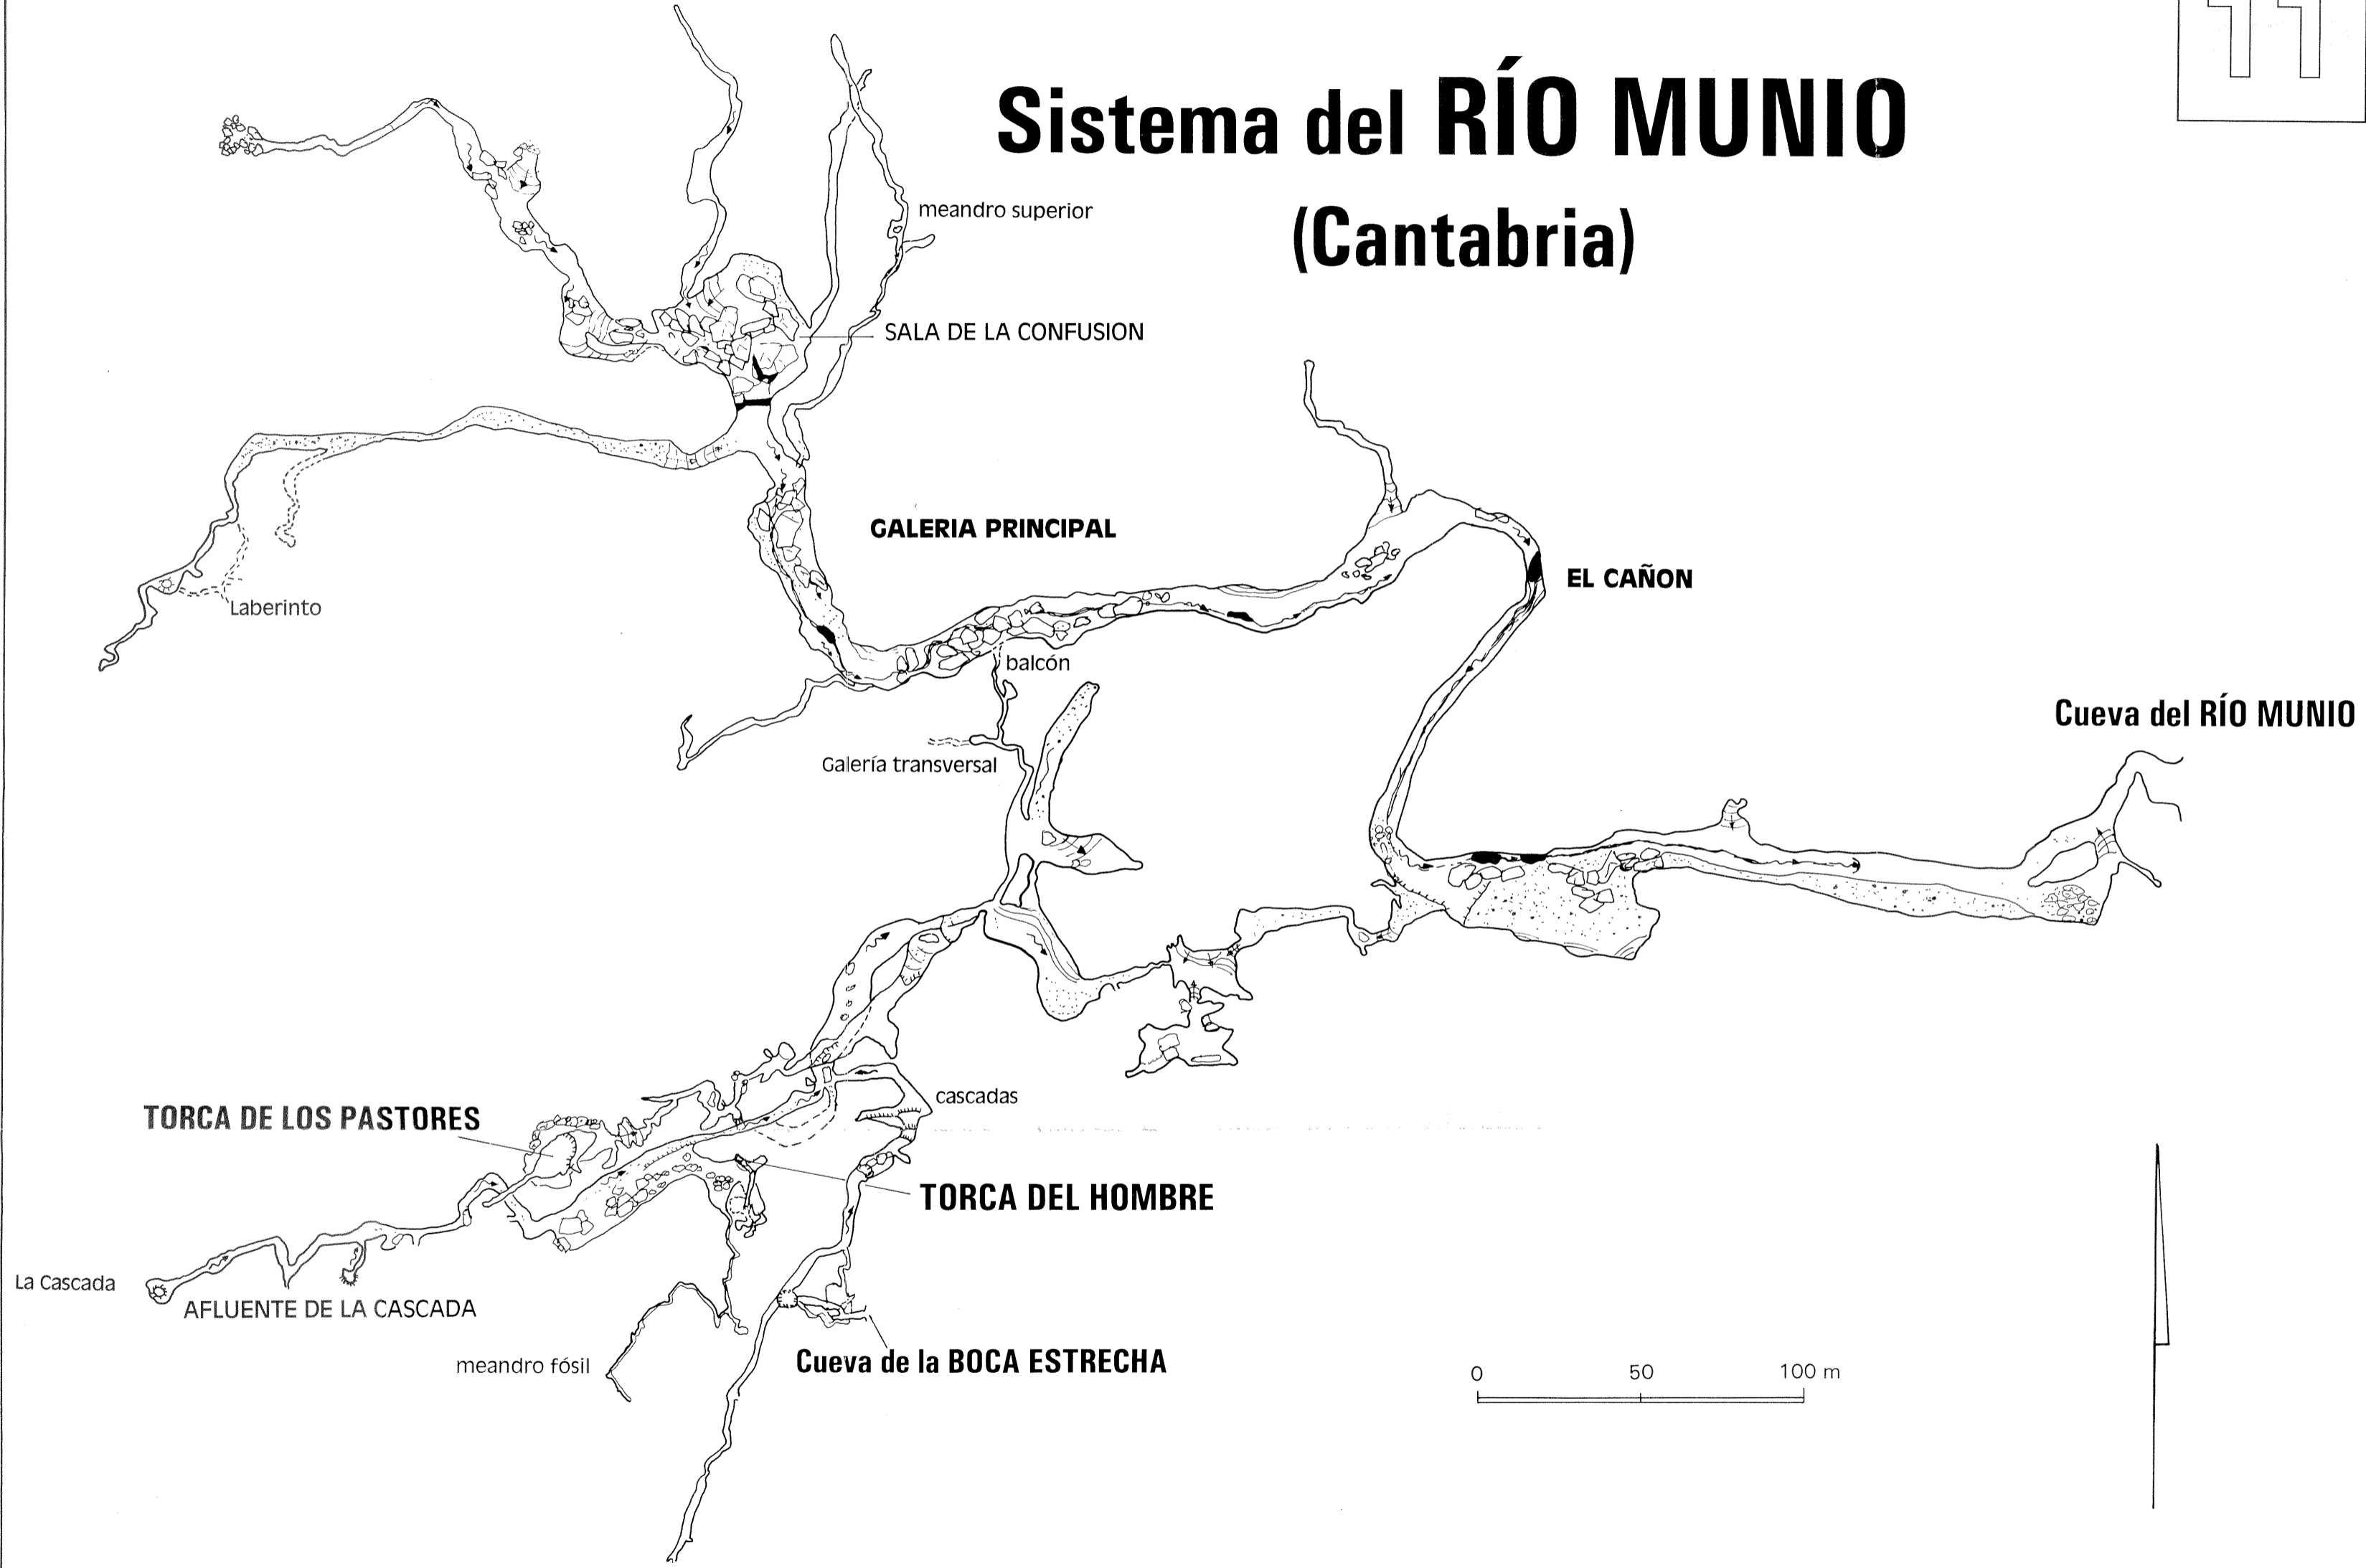 11
Sistema del RÍO MUNIO
(Cantabria)
meandro superior
SALA DE LA CONFUSION
GALERIA PRINCIPAL
EL CAÑON
Laberinto
balcón
Cueva del RÍO MUNIO
Galería transversal
cascadas
TORCA DE LOS PASTORES
TORCA DEL HOMBRE
La Cascada
AFLUENTE DE LA CASCADA
meandro fósil
Cueva de la BOCA ESTRECHA
0 50 100 m